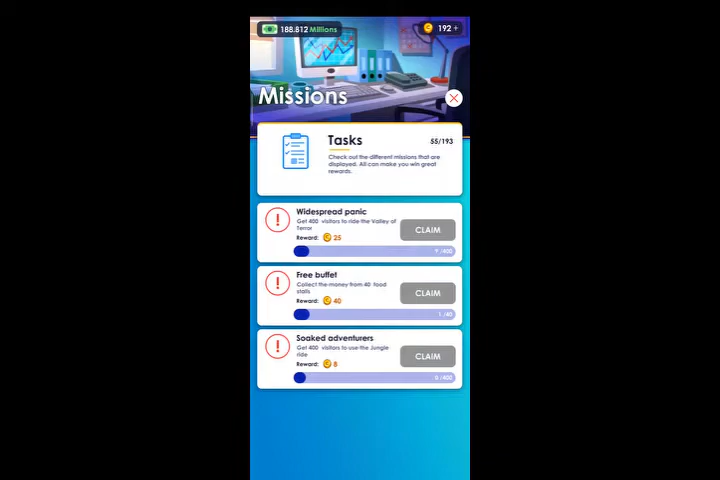 188.812 Millions
192 +
Missions
Tasks
55/193
Check out the different missions that are
displayed. All can make you win great
rewards.
Widespread panic
Get 400 visitors to ride the Valley of
Terror
Reward: 25
CLAIM
/400
Free buffet
Collect the money from 40 food
stalls
Reward: 40
CLAIM
1 /40
Soaked adventurers
Get 400 visitors to use the Jungle
ride
Reward: 8
CLAIM
0 /400